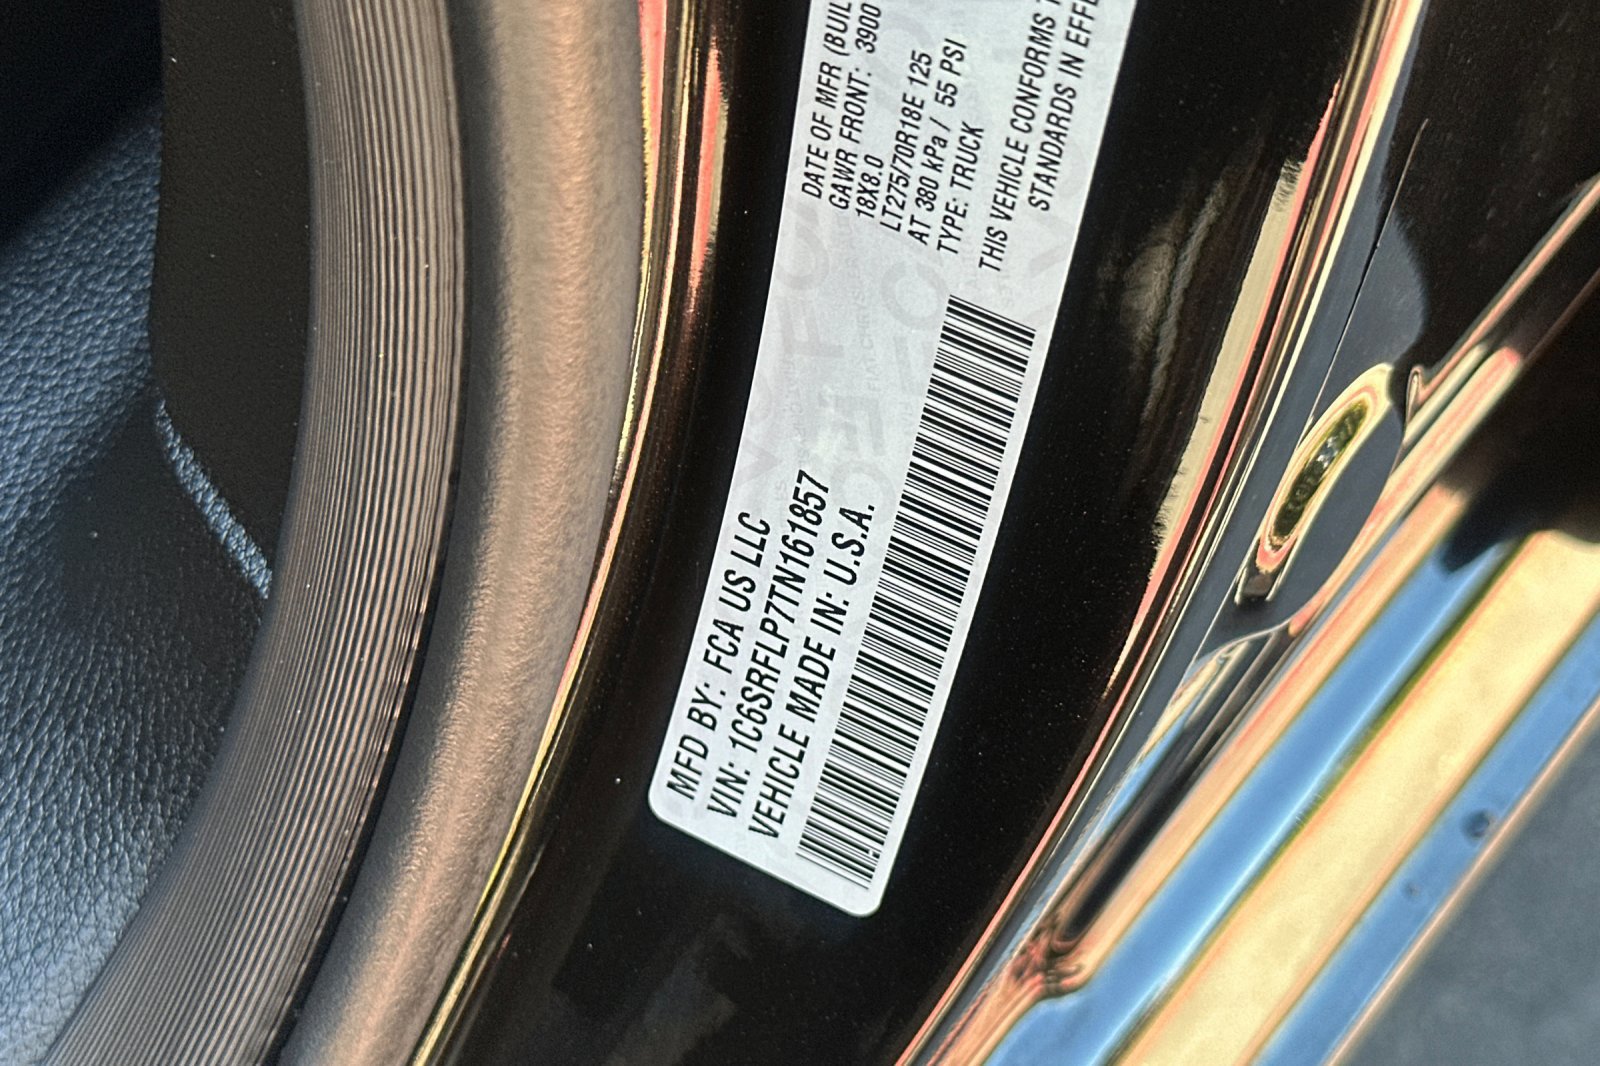 MFD BY: FCA US LLC
VIN: 1C6SRFLP7TN161857
VEHICLE MADE IN: U.S.A.
DATE OF MFR (BUIL
GAWR FRONT: 3900
18X8.0
LT275/70R18E 125
AT 380 kPa / 55 PSI
TYPE: TRUCK
THIS VEHICLE CONFORMS
STANDARDS IN EFF